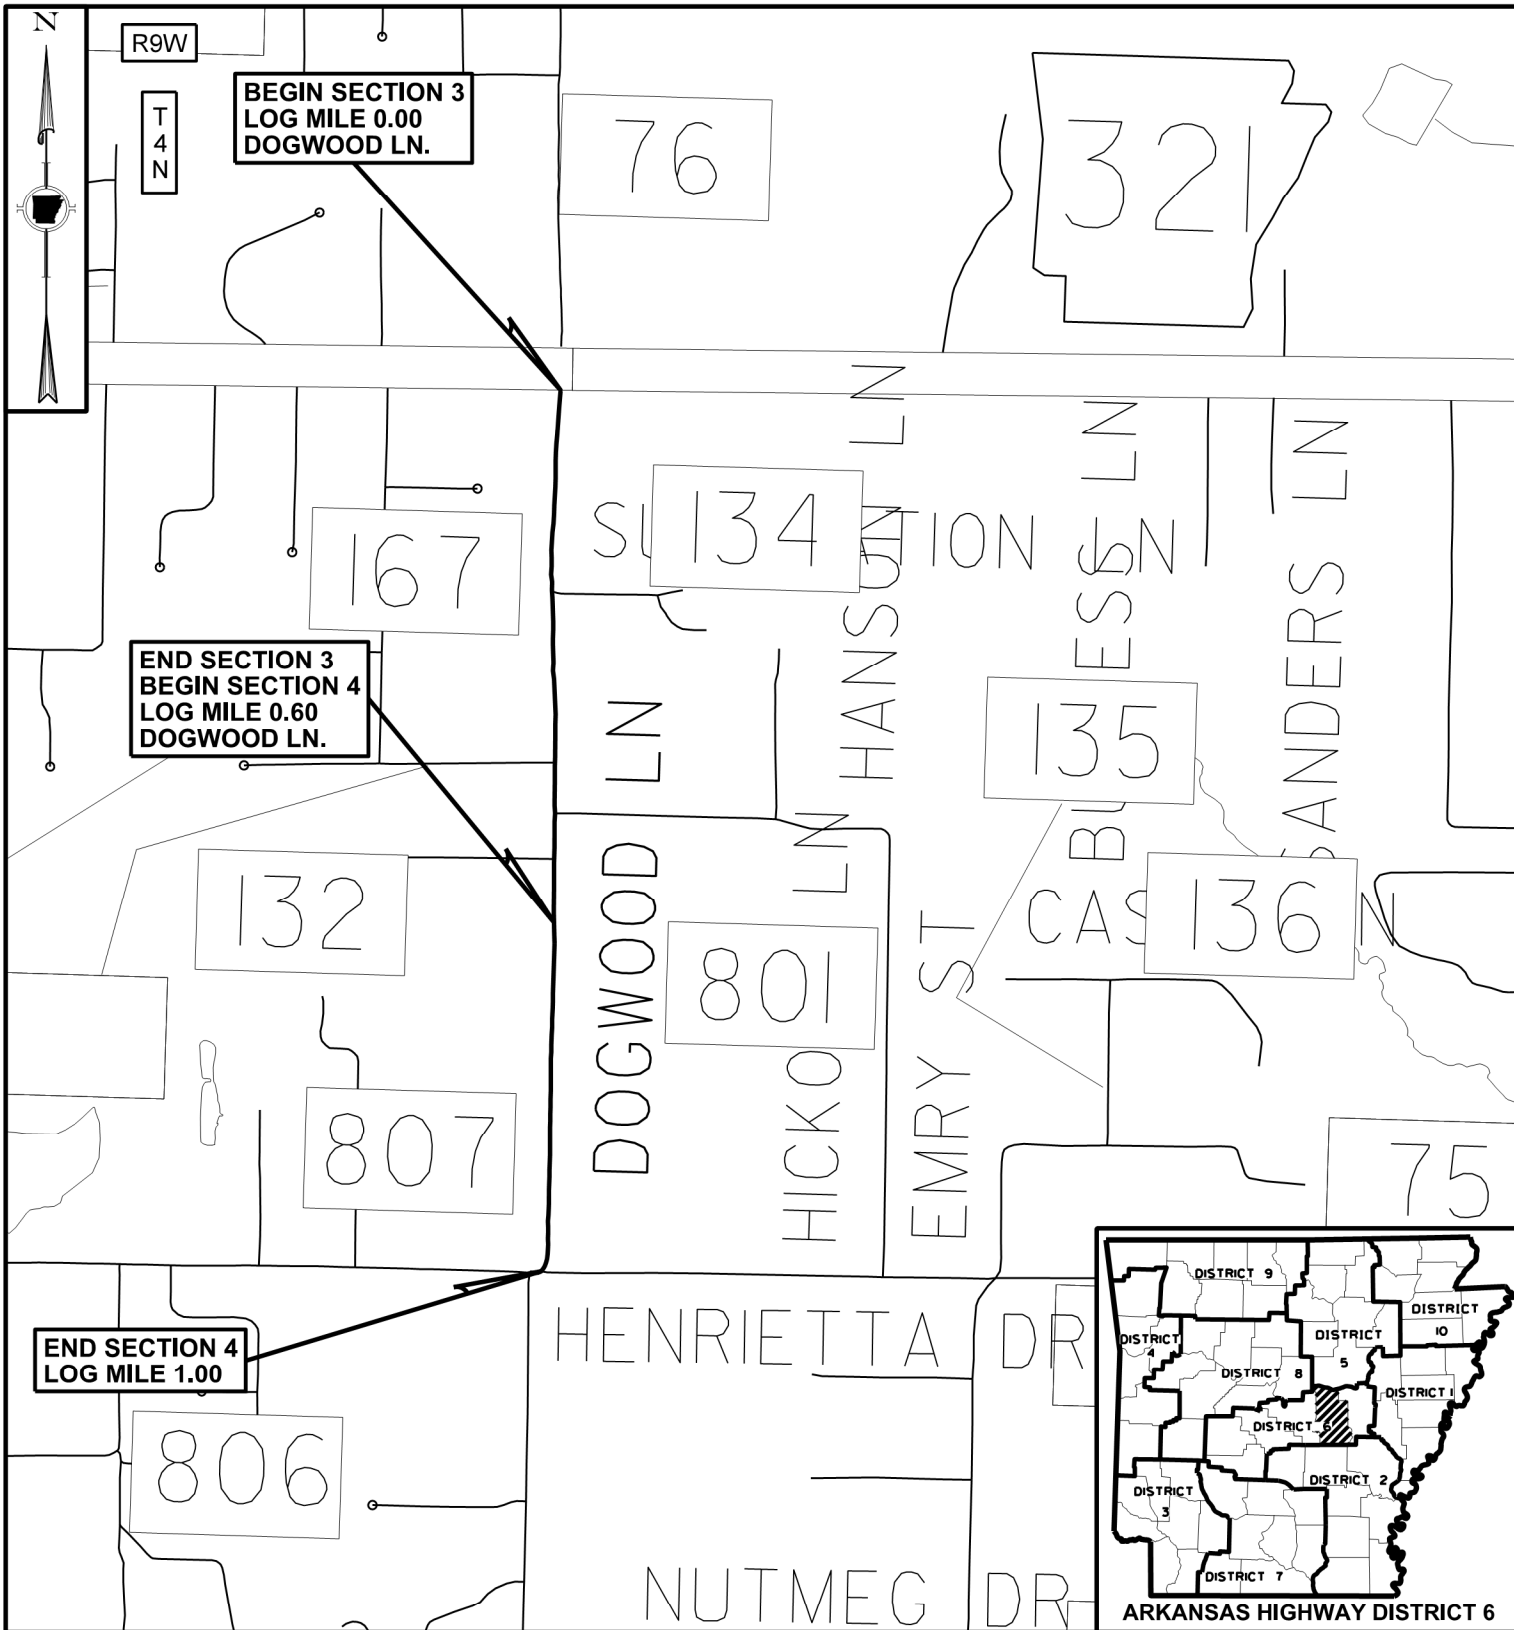 N
R9W
T
4
N
BEGIN SECTION 3
LOG MILE 0.00
DOGWOOD LN.
76
321
167
134
LN
HANSON LN
LN
SANDERS LN
END SECTION 3
BEGIN SECTION 4
LOG MILE 0.60
DOGWOOD LN.
DOGWOOD LN
135
132
801
LN
EMRY ST
136
807
75
HENRIETTA DR
END SECTION 4
LOG MILE 1.00
806
NUTMEG DR
DISTRICT 9
DISTRICT
10
DISTRICT
4
DISTRICT
5
DISTRICT 8
DISTRICT 1
DISTRICT 6
DISTRICT 2
DISTRICT
3
DISTRICT 7
ARKANSAS HIGHWAY DISTRICT 6